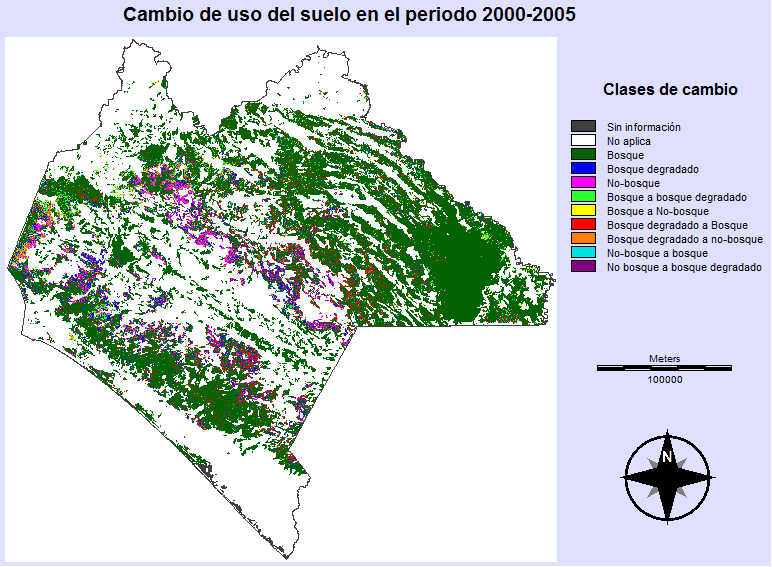 Cambio de uso del suelo en el periodo 2000-2005
Clases de cambio
Sin información
No aplica
Bosque
Bosque degradado
No-bosque
Bosque a bosque degradado
Bosque a No-bosque
Bosque degradado a Bosque
Bosque degradado a no-bosque
No-bosque a bosque
No bosque a bosque degradado
Meters
100000
N